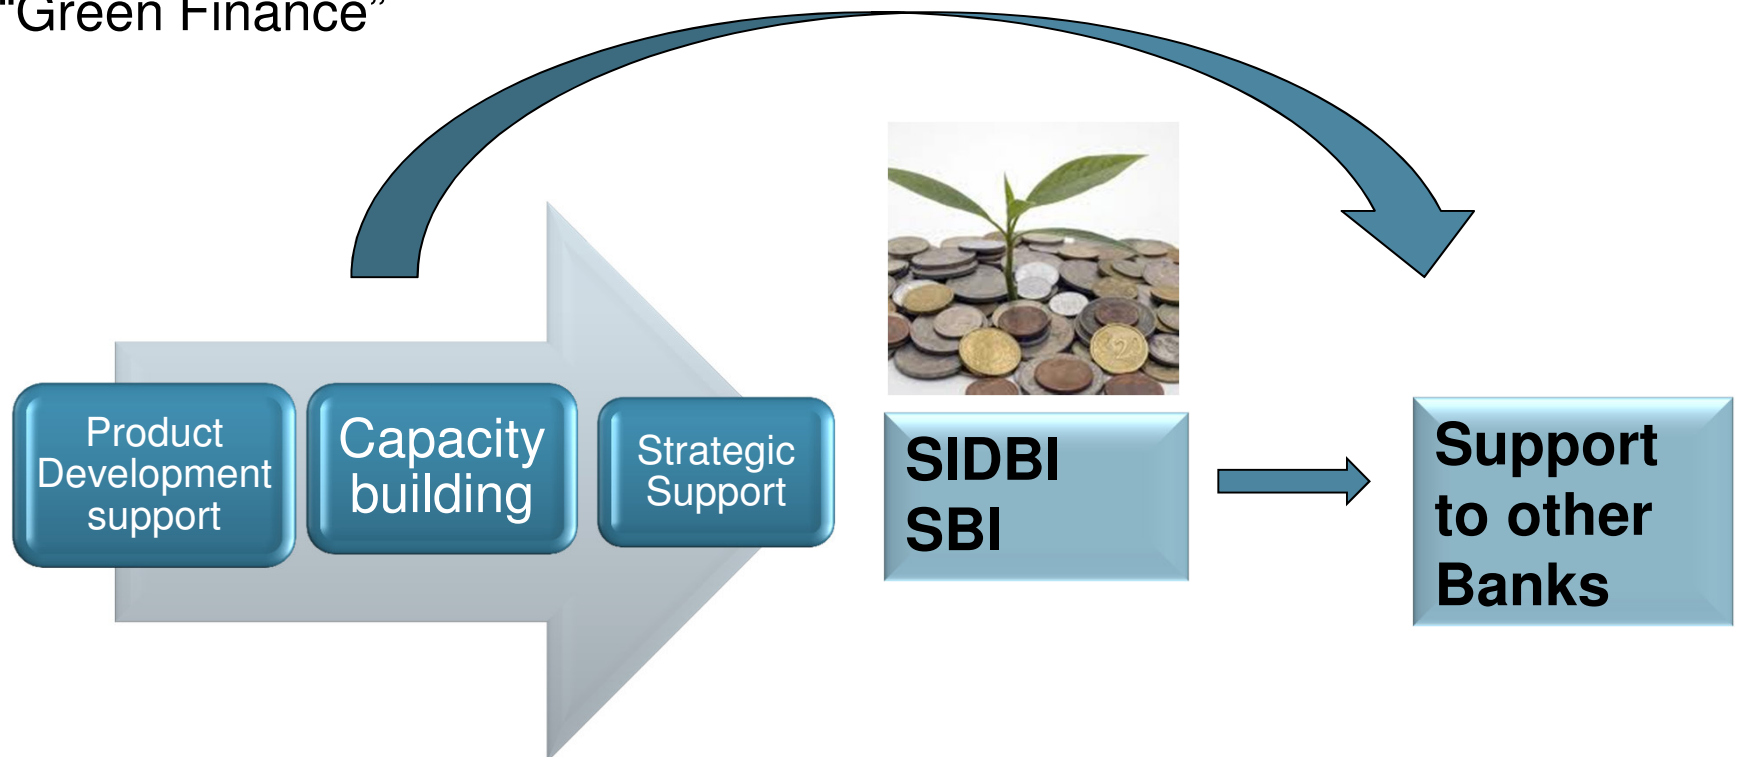 “Green Finance”
Product
Development
support
Capacity
building
Strategic
Support
SIDBI
SBI
Support
to other
Banks